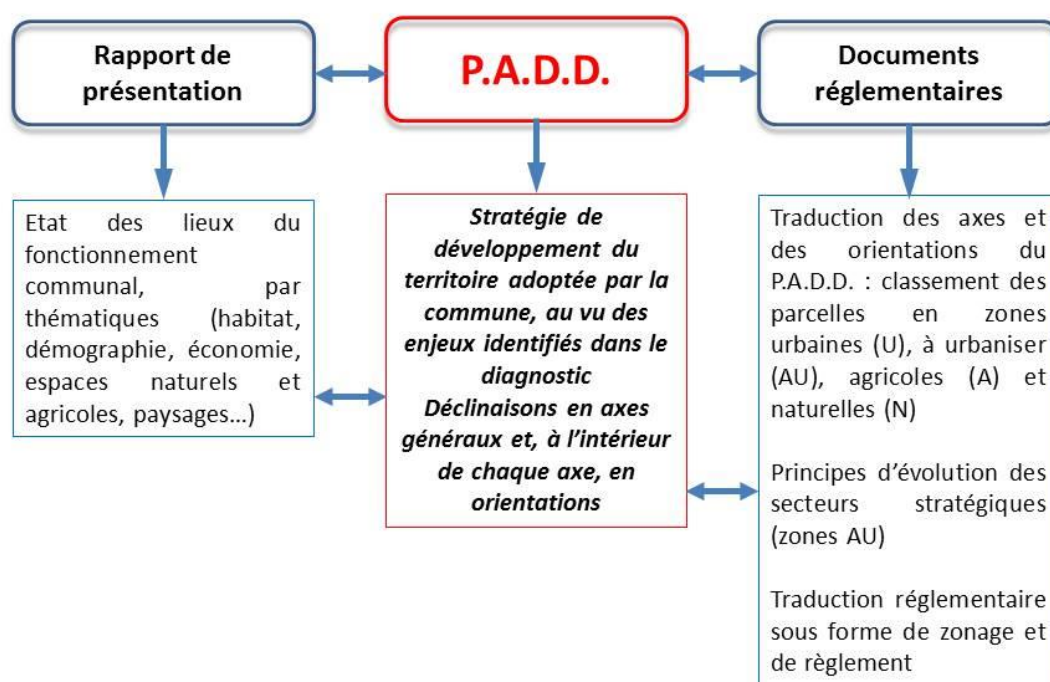 Rapport de
présentation
P.A.D.D.
Documents
réglementaires
Etat des lieux du
fonctionnement
communal, par
thématiques (habitat,
démographie, économie,
espaces naturels et
agricoles, paysages…)
Stratégie de
développement du
territoire adoptée par la
commune, au vu des
enjeux identifiés dans le
diagnostic
Déclinaisons en axes
généraux et, à l’intérieur
de chaque axe, en
orientations
Traduction des axes et
des orientations du
P.A.D.D. : classement des
parcelles en zones
urbaines (U), à urbaniser
(AU), agricoles (A) et
naturelles (N)
Principes d’évolution des
secteurs stratégiques
(zones AU)
Traduction réglementaire
sous forme de zonage et
de règlement